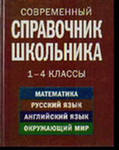 СОВРЕМЕННЫЙ
СПРАВОЧНИК
ШКОЛЬНИКА
1-4 КЛАССЫ
МАТЕМАТИКА
РУССКИЙ ЯЗЫК
АНГЛИЙСКИЙ ЯЗЫК
ОКРУЖАЮЩИЙ МИР